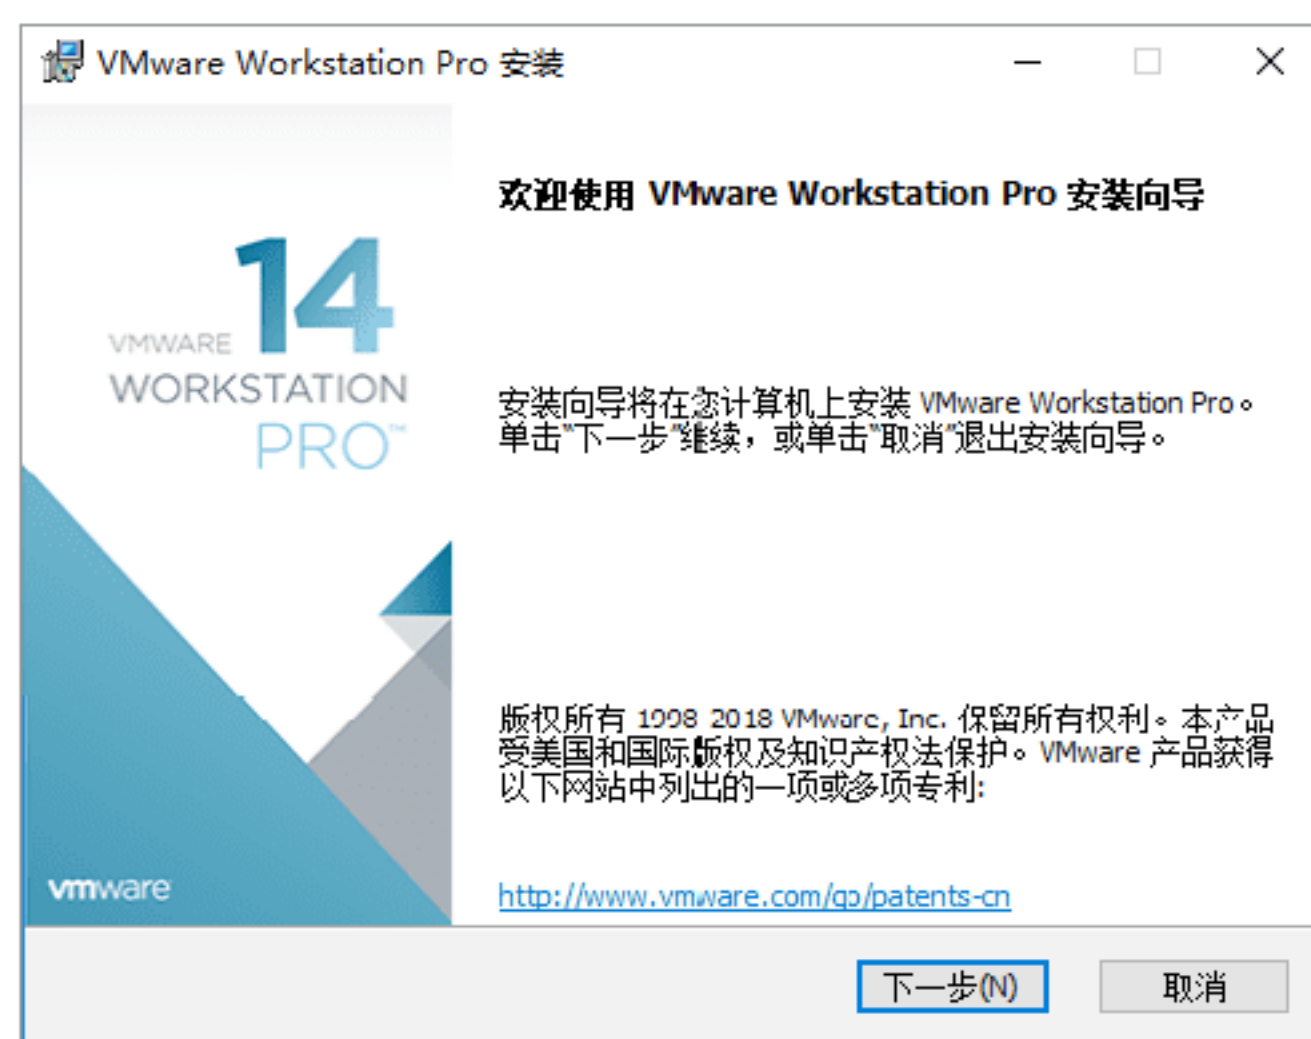 VMware Workstation Pro 安装
欢迎使用 VMware Workstation Pro 安装向导
14
VMWARE
WORKSTATION
PRO™
安装向导将在您计算机上安装 VMware Workstation Pro。
单击“下一步”继续，或单击“取消”退出安装向导。
版权所有 1998-2018 VMware, Inc. 保留所有权利。本产品
受美国和国际版权及知识产权法保护。VMware 产品获得
以下网站中列出的一项或多项专利:
http://www.vmware.com/go/patents-cn
vmware
下一步(N)
取消